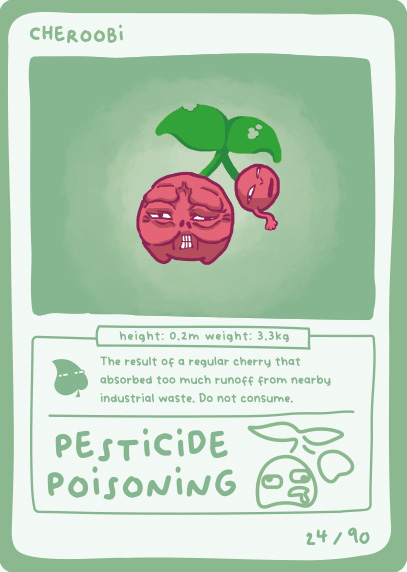 CHEROOBi
height: 0.2m weight: 3.3kg
The result of a regular cherry that
absorbed too much runoff from nearby
industrial waste. Do not consume.
PESTiCiDE
POiSONiNG
24 / 90